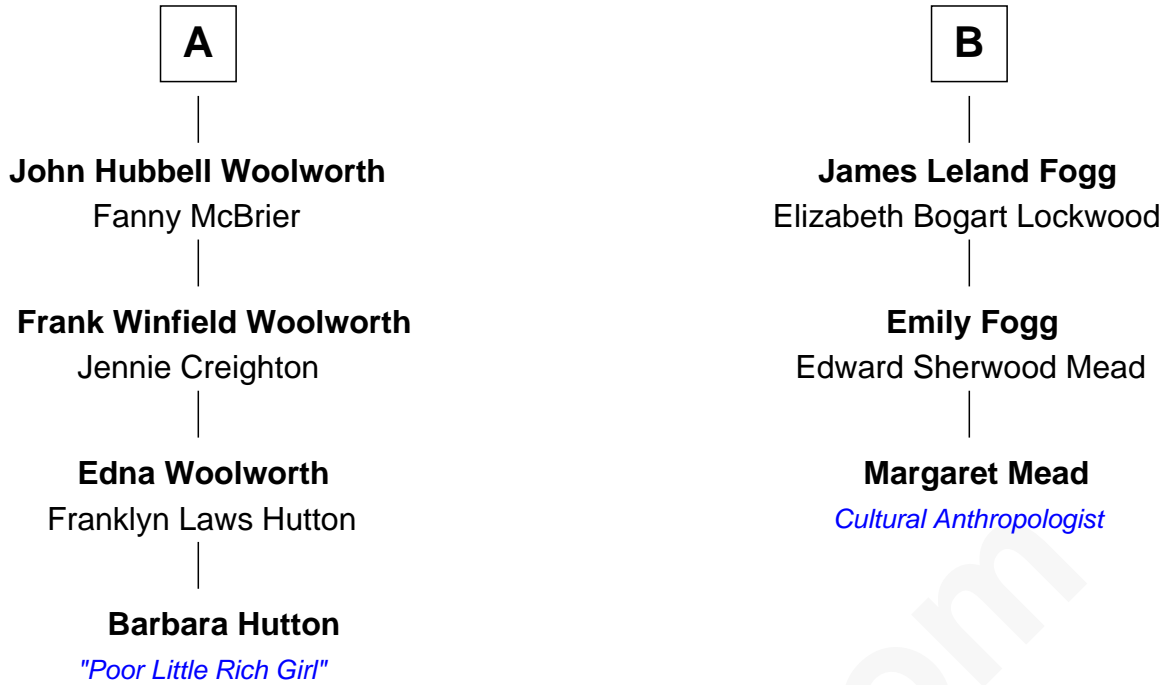 A
John Hubbell Woolworth
Fanny McBrier
Frank Winfield Woolworth
Jennie Creighton
Edna Woolworth
Franklyn Laws Hutton
Barbara Hutton
"Poor Little Rich Girl"
B
James Leland Fogg
Elizabeth Bogart Lockwood
Emily Fogg
Edward Sherwood Mead
Margaret Mead
Cultural Anthropologist
om